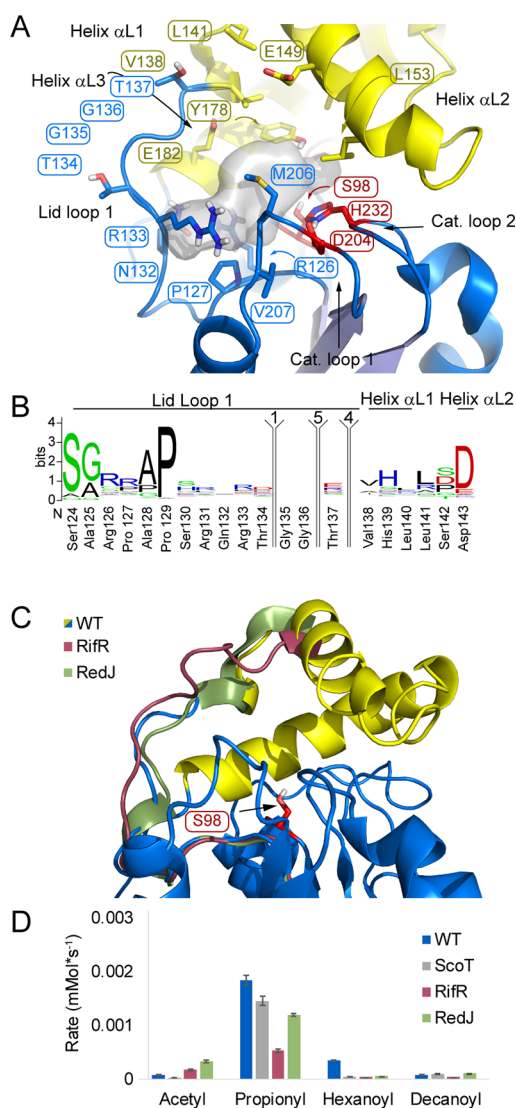 A
Helix αL1
L141
E149
V138
Helix αL3
T137
L153
Helix αL2
G136
Y178
G135
T134
E182
M206
S98
Lid loop 1
H232
Cat. loop 2
R133
D204
N132
R126
P127
V207
Cat. loop 1
B
Lid Loop 1
Helix αL1
Helix αL2
1
5
4
4
3
2
1
0
bits
S G R R A P
A
V H L S D
N
Ser124
Ala125
Arg126
Pro 127
Ala128
Pro 129
Ser130
Arg131
Gln132
Arg133
Thr134
Gly135
Gly136
Thr137
Val138
His139
Leu140
Leu141
Ser142
Asp143
C
WT
RifR
RedJ
S98
D
0.003
0.002
0.001
0
Rate (mMol*s-1)
WT
ScoT
RifR
RedJ
Acetyl
Propionyl
Hexanoyl
Decanoyl